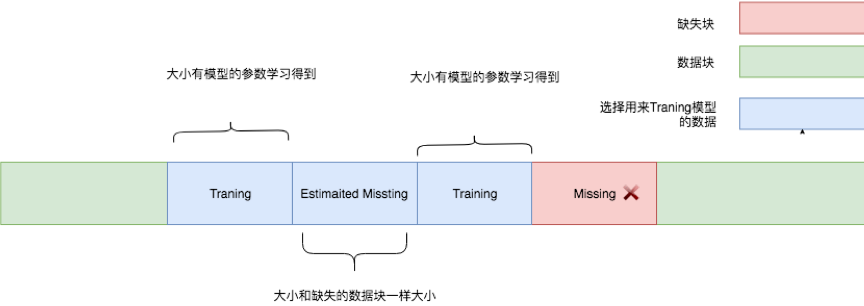 缺失块
数据块
选择用来Traning模型
的数据
大小有模型的参数学习得到
大小有模型的参数学习得到
Traning
Estimaited Missting
Training
Missing
大小和缺失的数据块一样大小